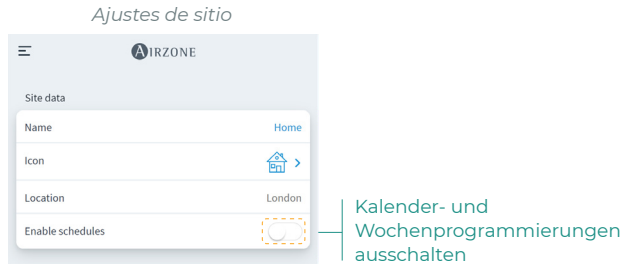 Ajustes de sitio
AIRZONE
Site data
Name Home
Icon
Location London
Enable schedules
Kalender- und
Wochenprogrammierungen
ausschalten